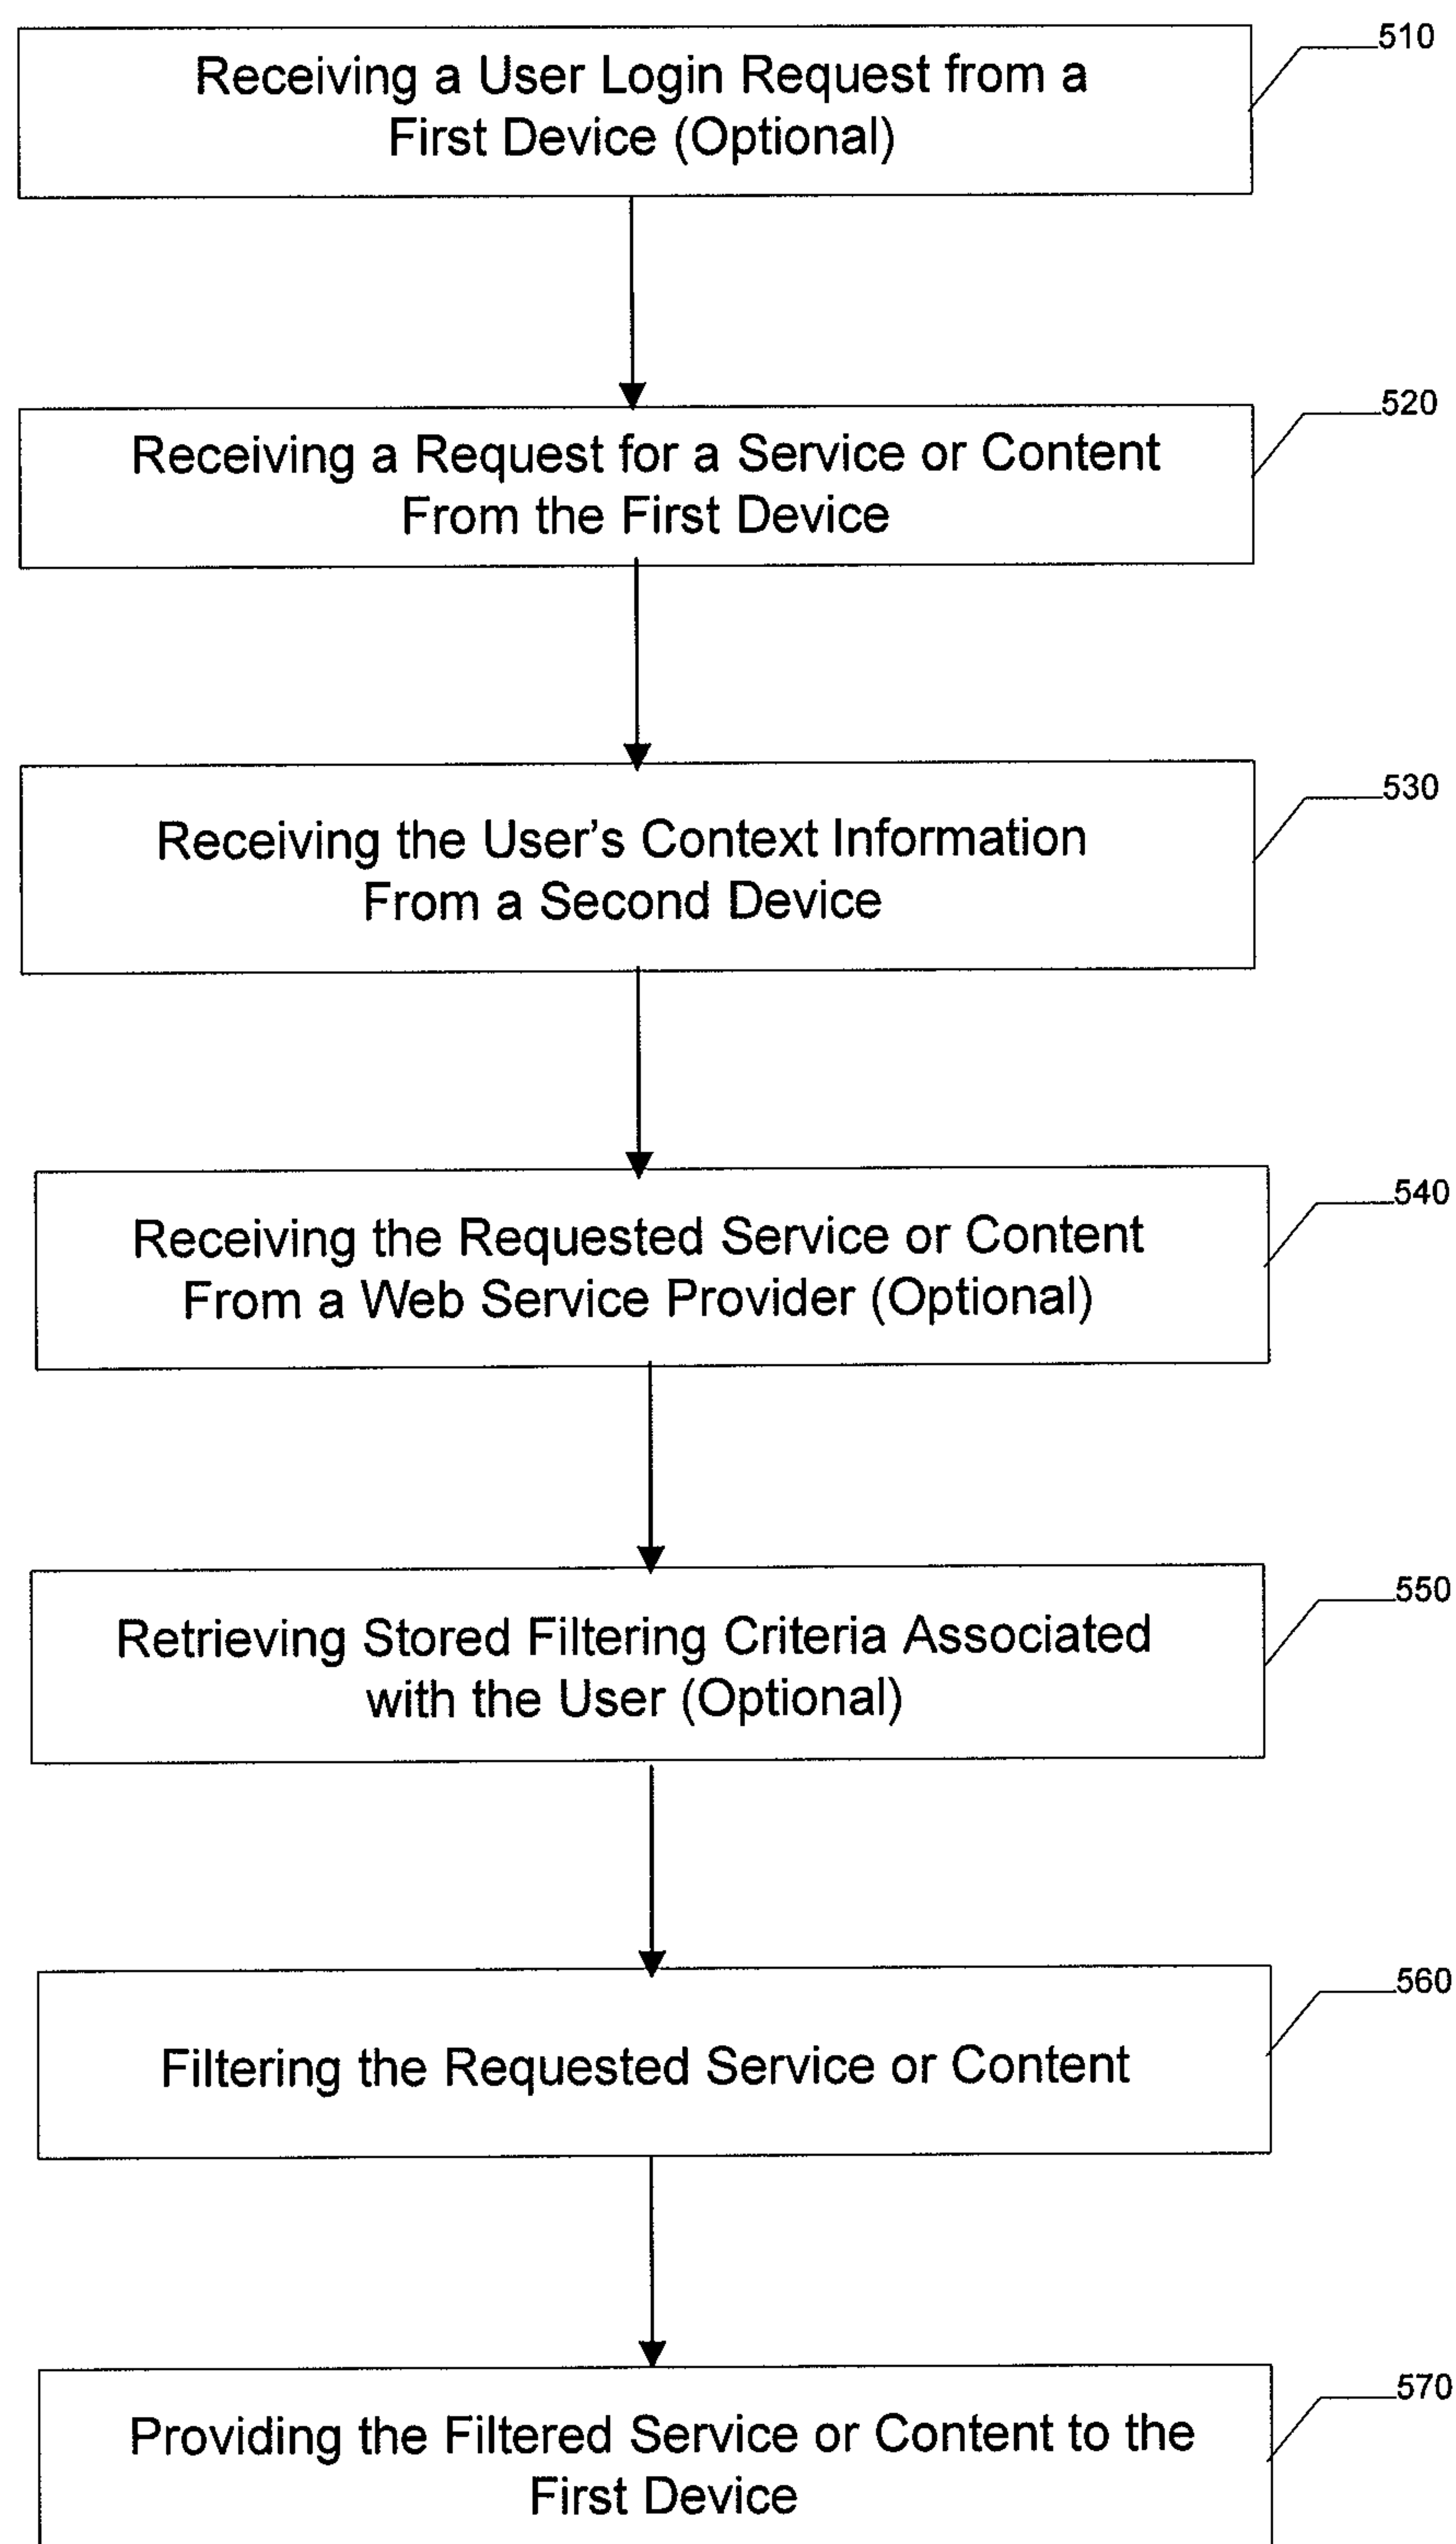 510
Receiving a User Login Request from a
First Device (Optional)
520
Receiving a Request for a Service or Content
From the First Device
530
Receiving the User's Context Information
From a Second Device
540
Receiving the Requested Service or Content
From a Web Service Provider (Optional)
550
Retrieving Stored Filtering Criteria Associated
with the User (Optional)
560
Filtering the Requested Service or Content
570
Providing the Filtered Service or Content to the
First Device